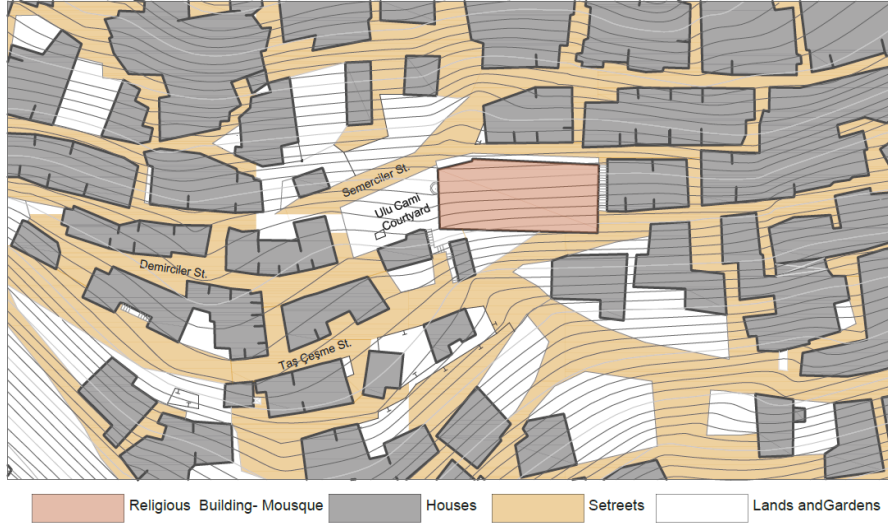 Semerciler St.
Ulu Cami
Courtyard
Demirciler St.
Taş Çeşme St.
Religious Building- Mousque
Houses
Setreets
Lands andGardens